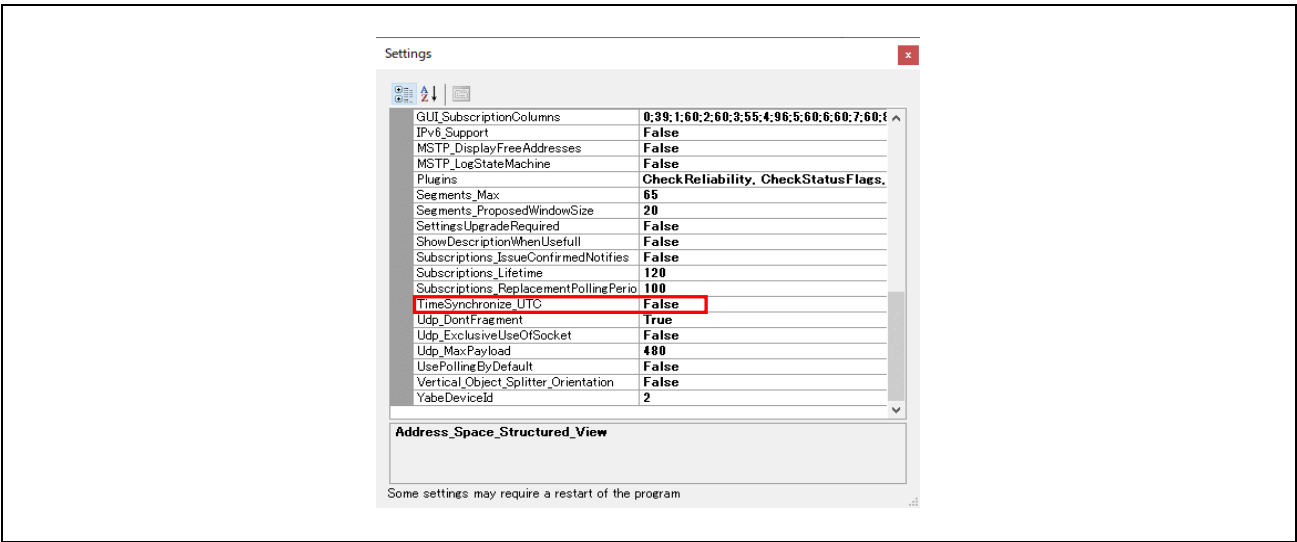 Settings
x
GUI_SubscriptionColumns 0;39;1;60;2;60;3;55;4;96;5;60;6;60;7;60;8
IPv6_Support False
MSTP_DisplayFreeAddresses False
MSTP_LogStateMachine False
Plugins CheckReliability, CheckStatusFlags,
Segments_Max 65
Segments_ProposedWindowSize 20
SettingsUpgradeRequired False
ShowDescriptionWhenUsefull False
Subscriptions_IssueConfirmedNotifies False
Subscriptions_Lifetime 120
Subscriptions_ReplacementPollingPerio 100
TimeSynchronize_UTC False
Udp_DontFragment True
Udp_ExclusiveUseOfSocket False
Udp_MaxPayload 480
UsePollingByDefault False
Vertical_Object_Splitter_Orientation False
YabeDeviceId 2
Address_Space_Structured_View
Some settings may require a restart of the program